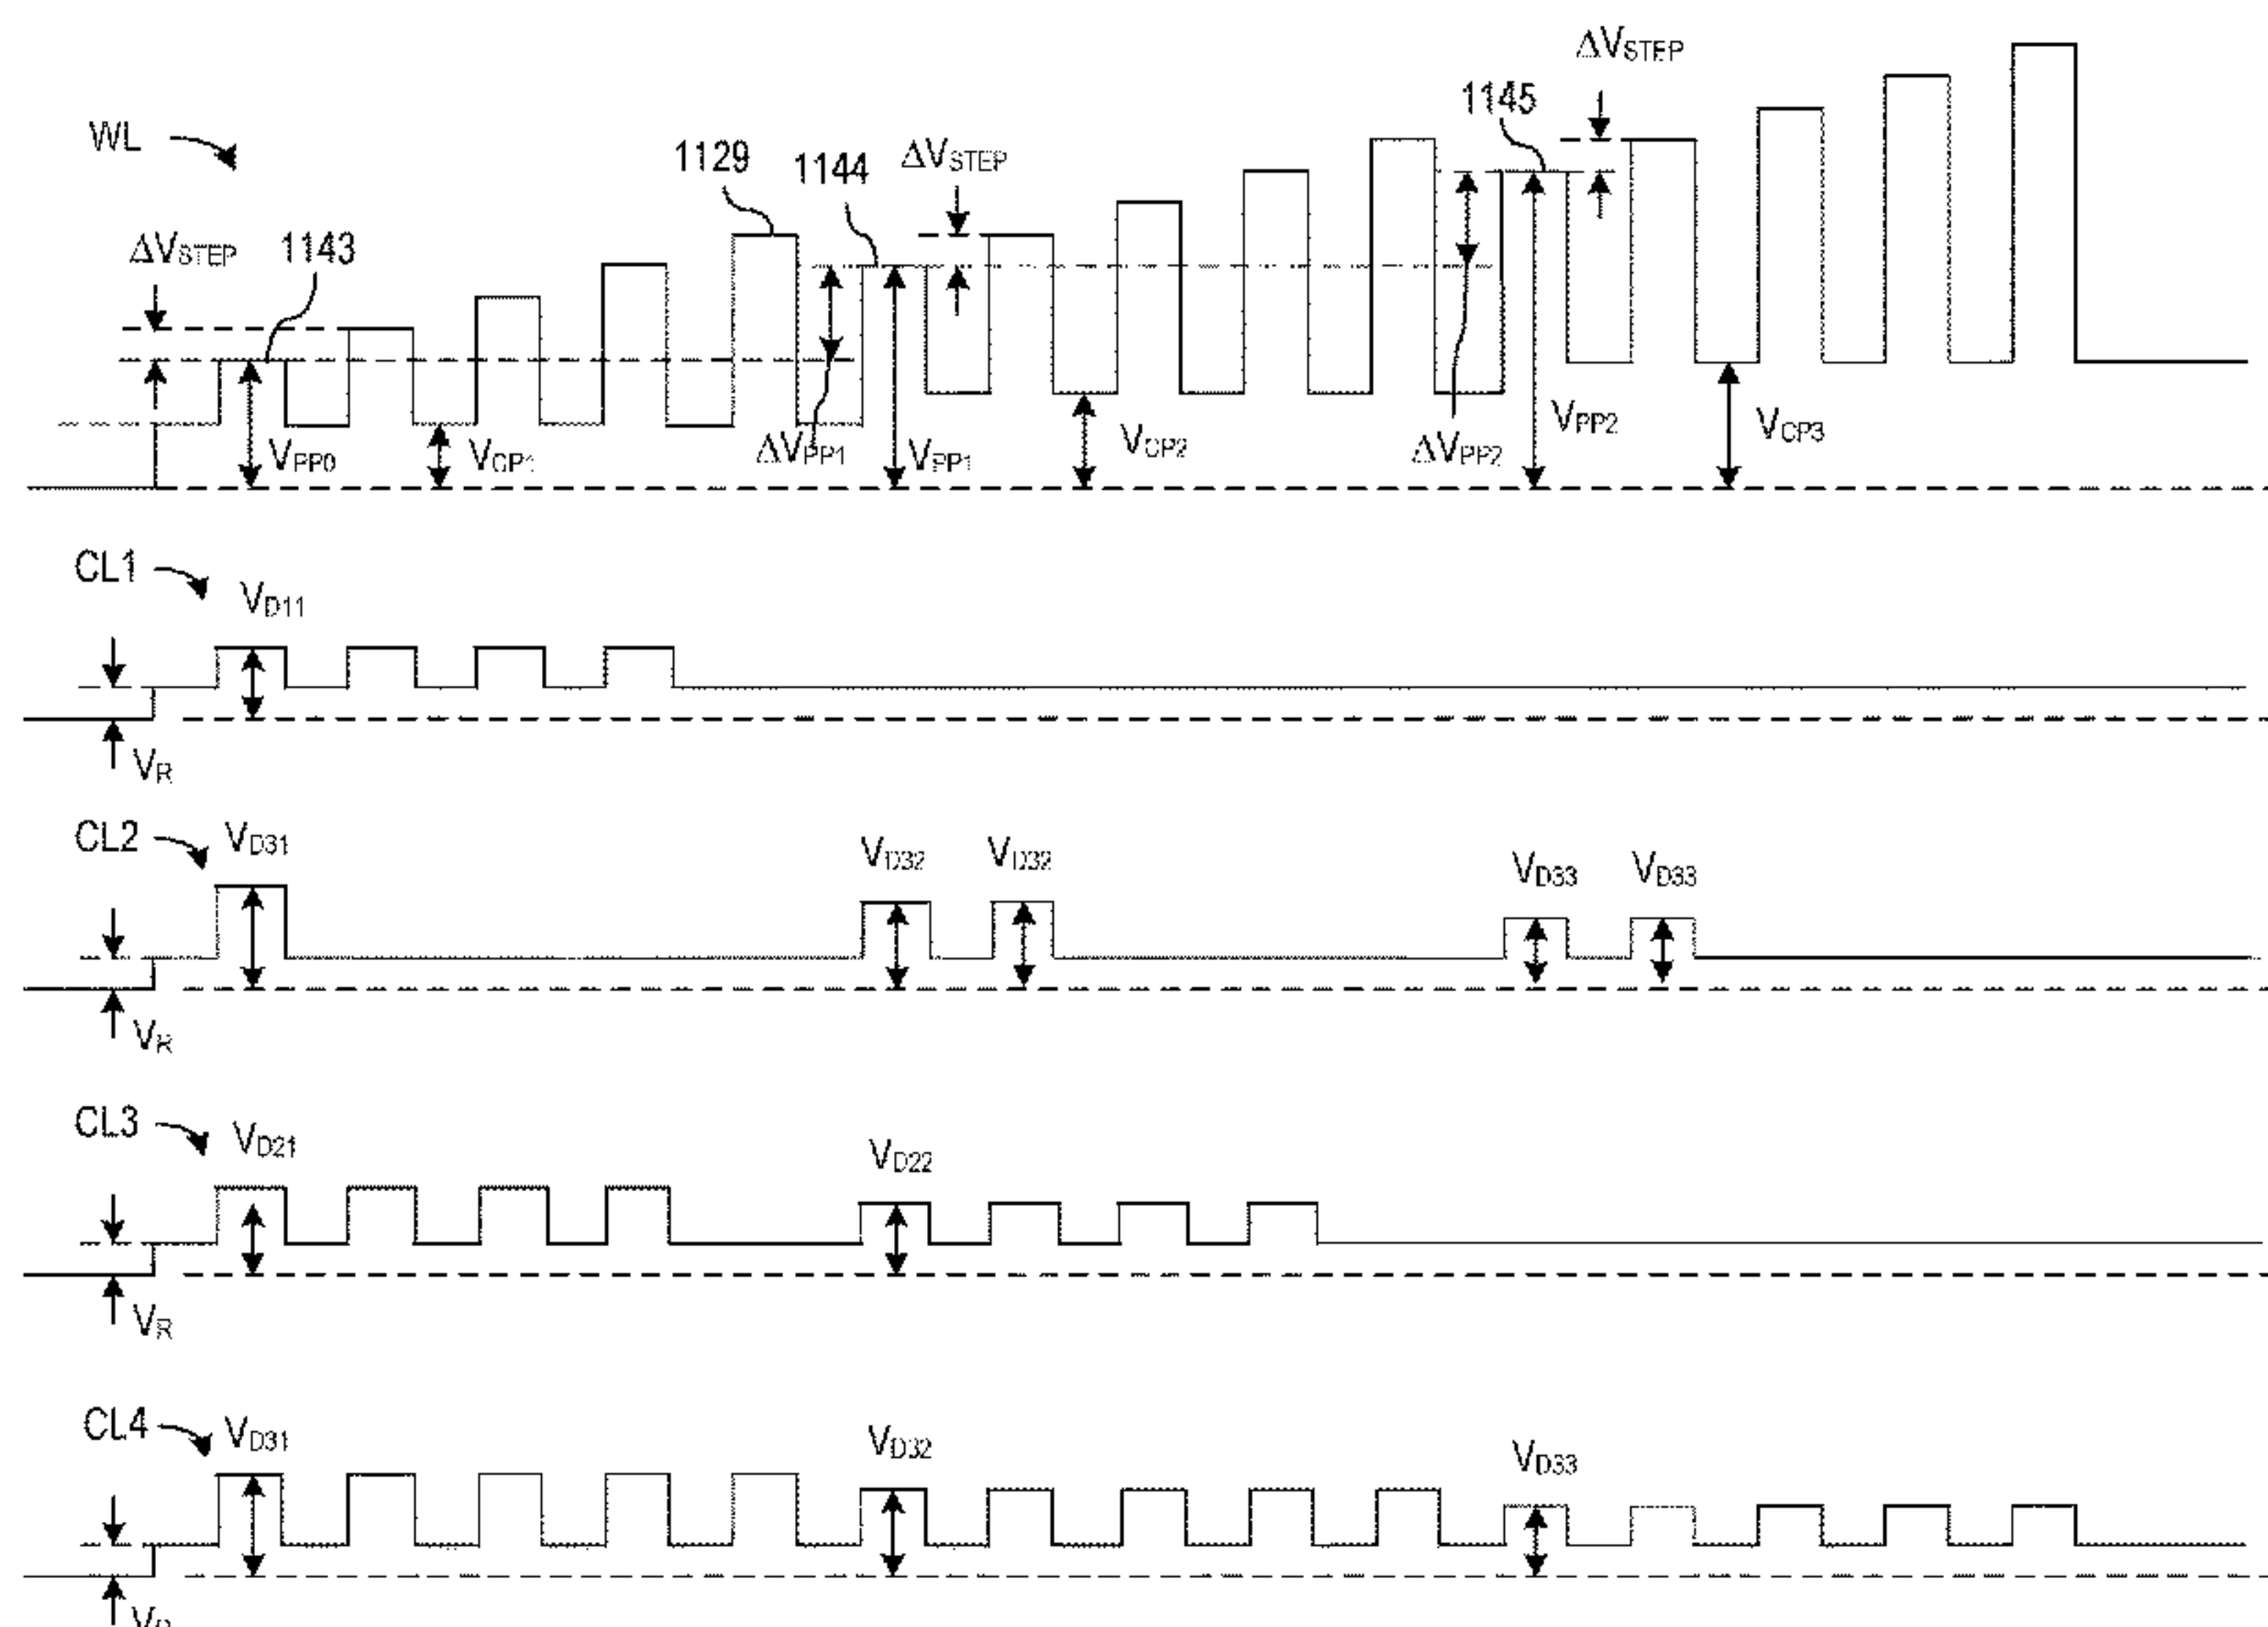 ΔVSTEP
1145
WL
1129
1144
ΔVSTEP
ΔVSTEP
1143
VPP0
VCP1
ΔVPP1
VPP1
VCP2
ΔVPP2
VPP2
VCP3
CL1
VD11
VR
CL2
VD31
VD32
VD32
VD33
VD33
VR
CL3
VD21
VD22
VR
CL4
VD31
VD32
VD33